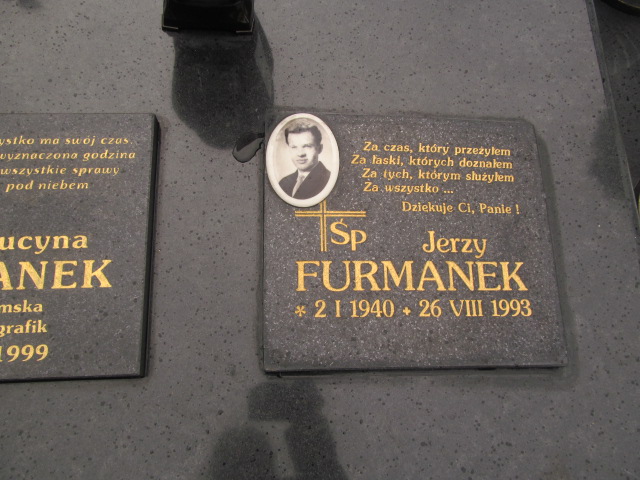 ystko ma swój czas,
wyznaczona godzina
wszystkie sprawy
pod niebem
ucyna
ANEK
mska
grafik
1999
Za czas, który przeżyłem
Za łaski, których doznałem
Za tych, którym służyłem
Za wszystko ...
Dziekuje Ci, Panie !
Śp Jerzy
FURMANEK
* 2 I 1940 + 26 VIII 1993